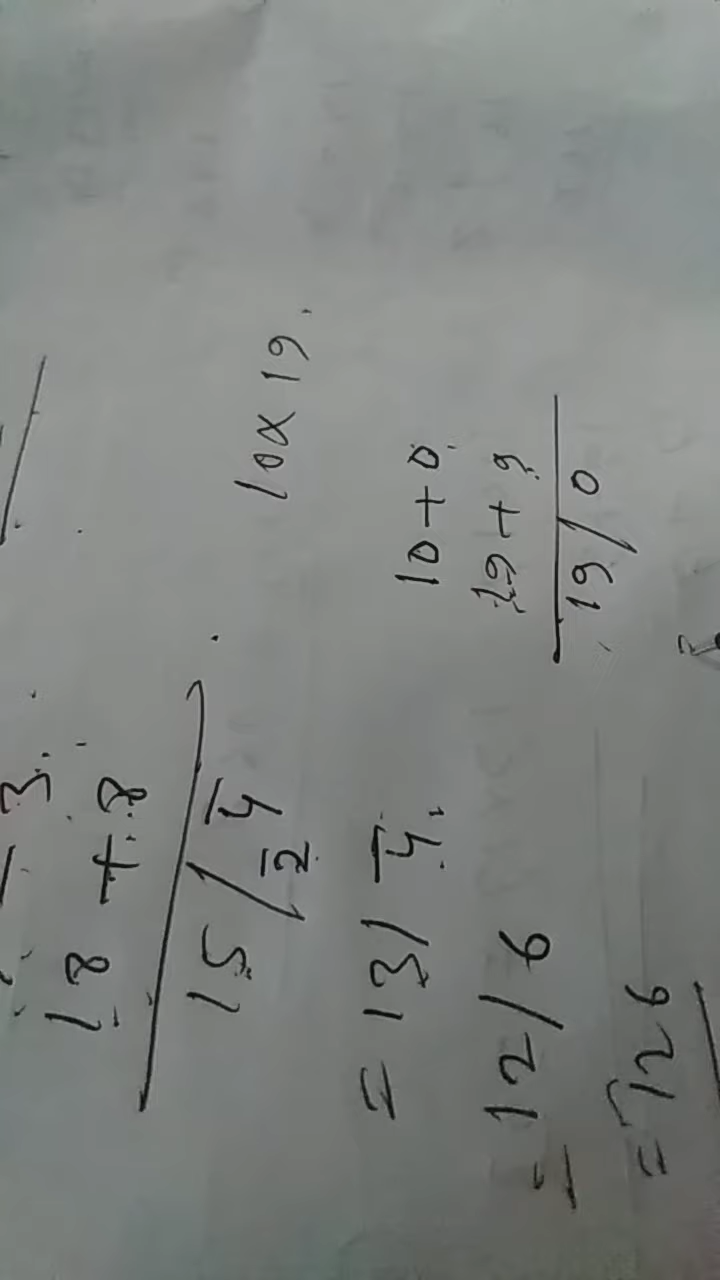 – 3.
18 + 8
15 / 2̄4̄
= 13 / 4̄.
= 12 / 6
= 126
10 x 19.
10 + 0
19 + 9
19 / 0